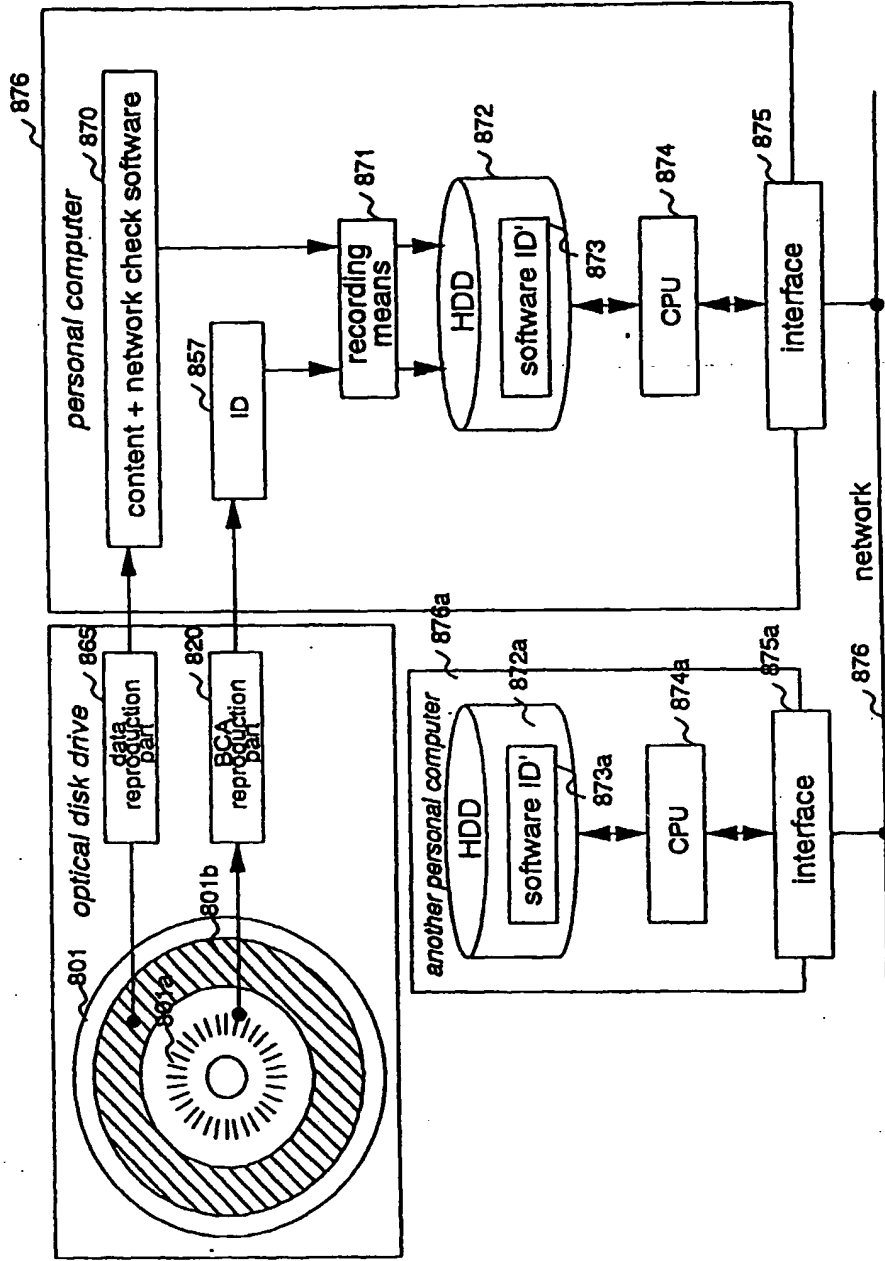 876
personal computer
870
content + network check software
857
ID
871
recording
means
872
HDD
software ID'
873
874
CPU
875
interface
optical disk drive
865
data
reproduction
part
820
BCA
reproduction
part
801
801a
801b
876a
another personal computer
872a
HDD
software ID'
873a
874a
CPU
875a
interface
876
network